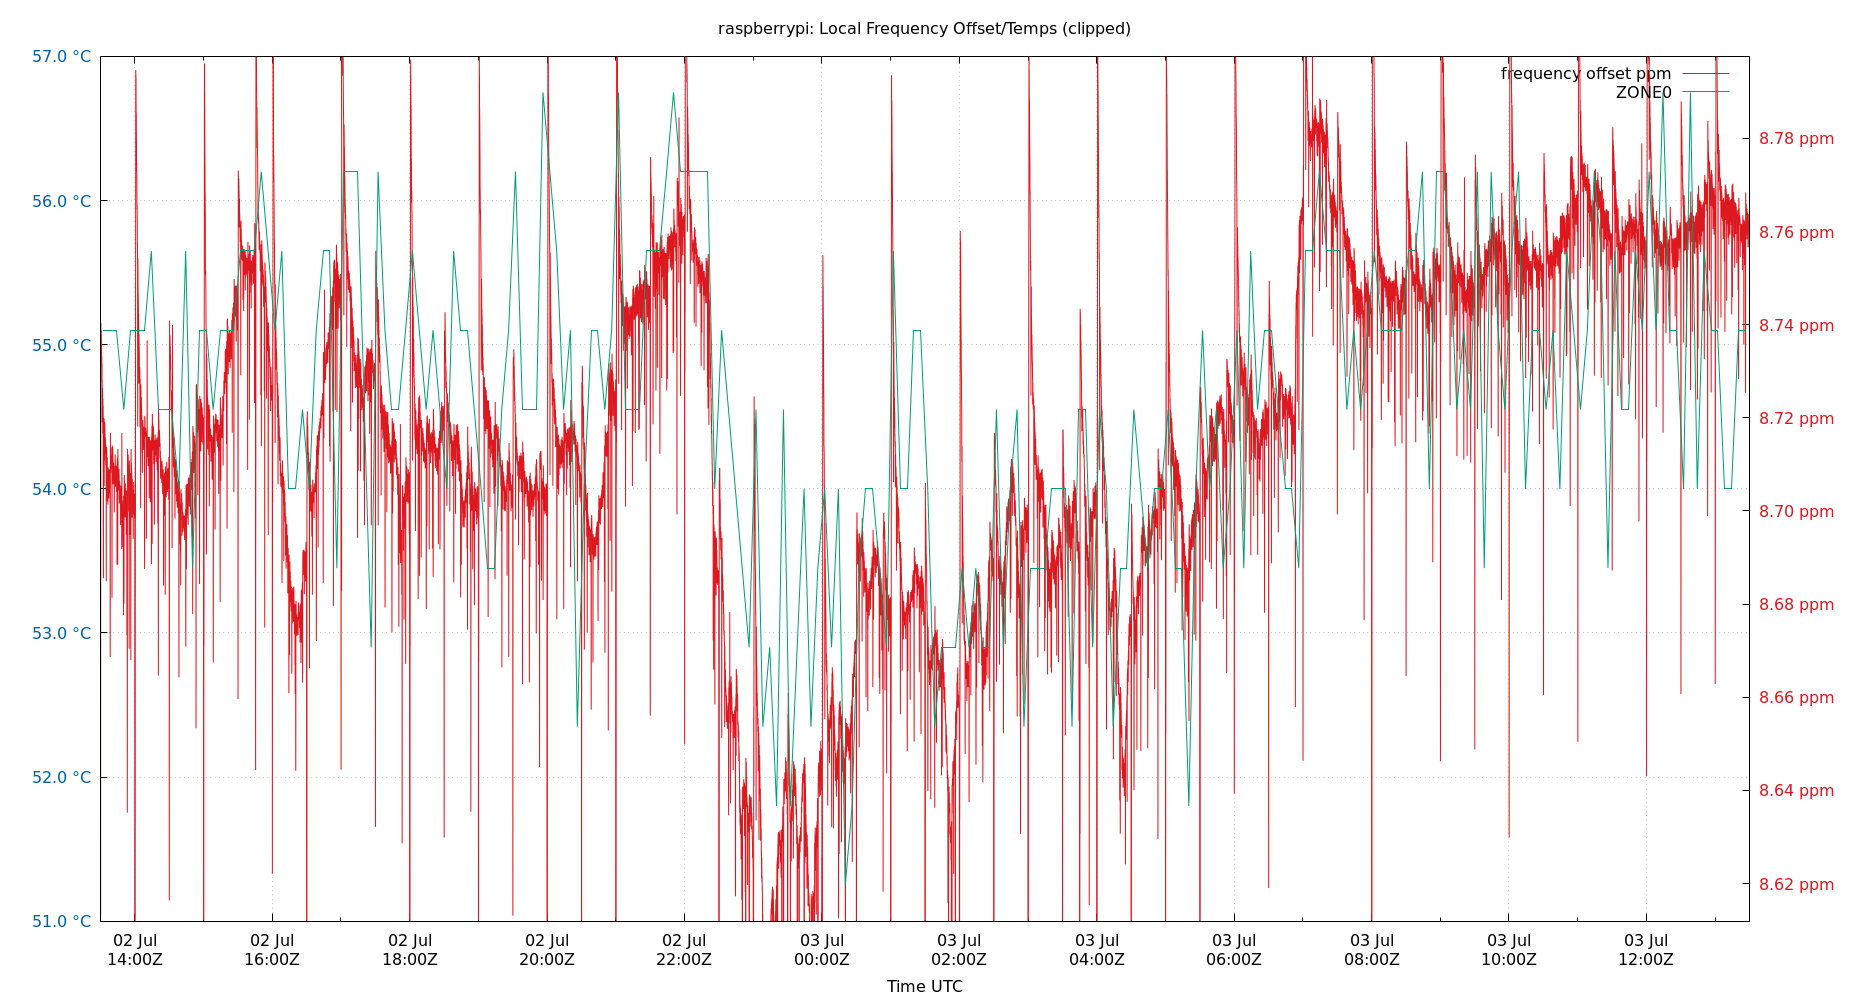 raspberrypi: Local Frequency Offset/Temps (clipped)
57.0 °C
56.0 °C
55.0 °C
54.0 °C
53.0 °C
52.0 °C
51.0 °C
frequency offset ppm
ZONE0
8.78 ppm
8.76 ppm
8.74 ppm
8.72 ppm
8.70 ppm
8.68 ppm
8.66 ppm
8.64 ppm
8.62 ppm
02 Jul
14:00Z
02 Jul
16:00Z
02 Jul
18:00Z
02 Jul
20:00Z
02 Jul
22:00Z
03 Jul
00:00Z
03 Jul
02:00Z
03 Jul
04:00Z
03 Jul
06:00Z
03 Jul
08:00Z
03 Jul
10:00Z
03 Jul
12:00Z
Time UTC